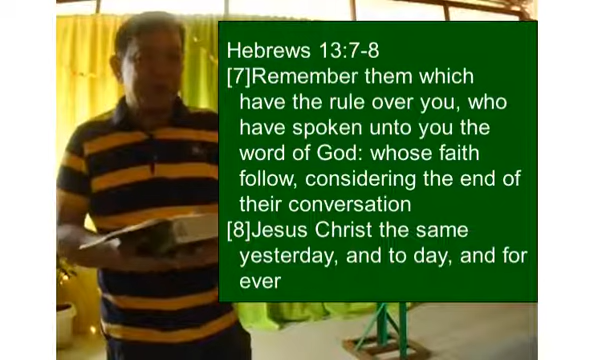 Hebrews 13:7-8
[7]Remember them which
have the rule over you, who
have spoken unto you the
word of God: whose faith
follow, considering the end of
their conversation
[8]Jesus Christ the same
yesterday, and to day, and for
ever